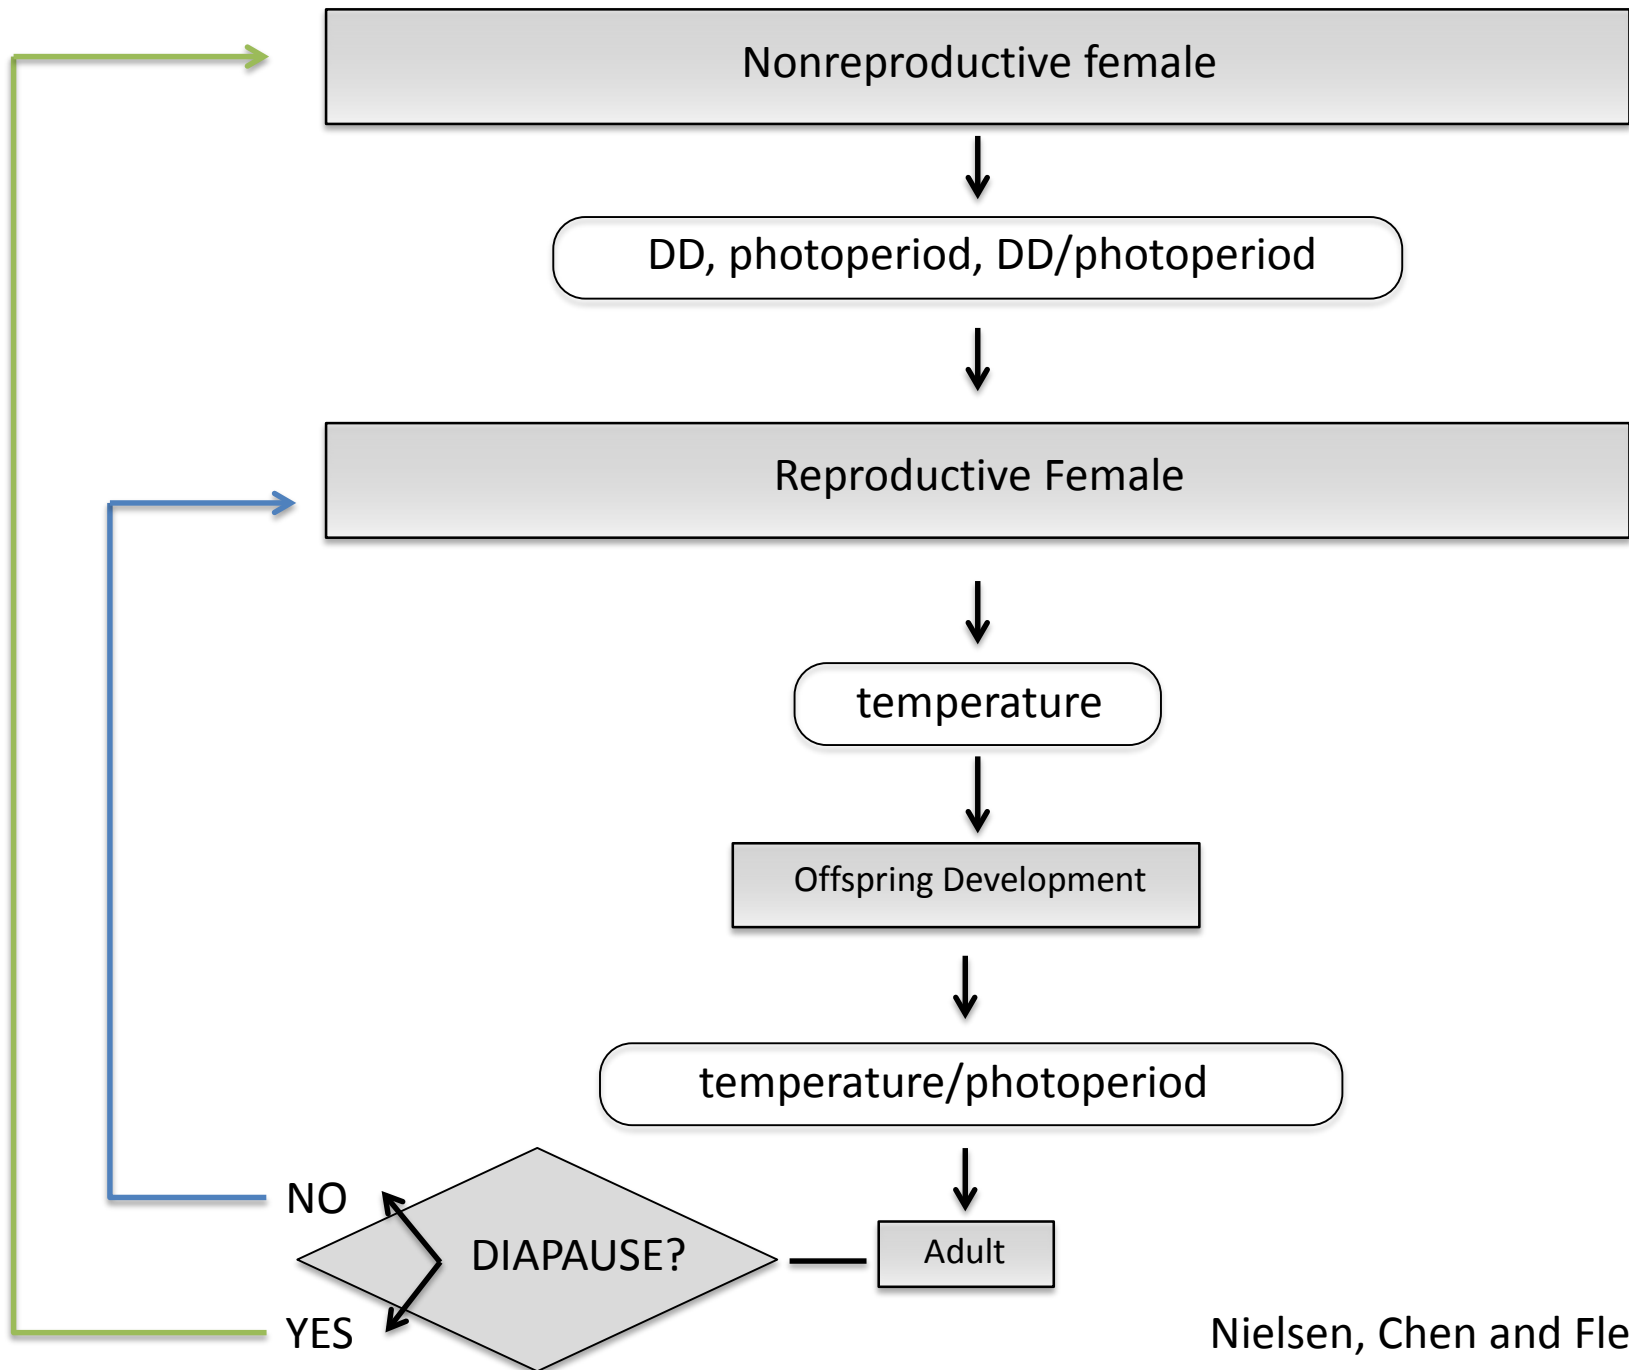 Nonreproductive female
DD, photoperiod, DD/photoperiod
Reproductive Female
temperature
Offspring Development
temperature/photoperiod
NO
DIAPAUSE?
Adult
YES
Nielsen, Chen and Fle